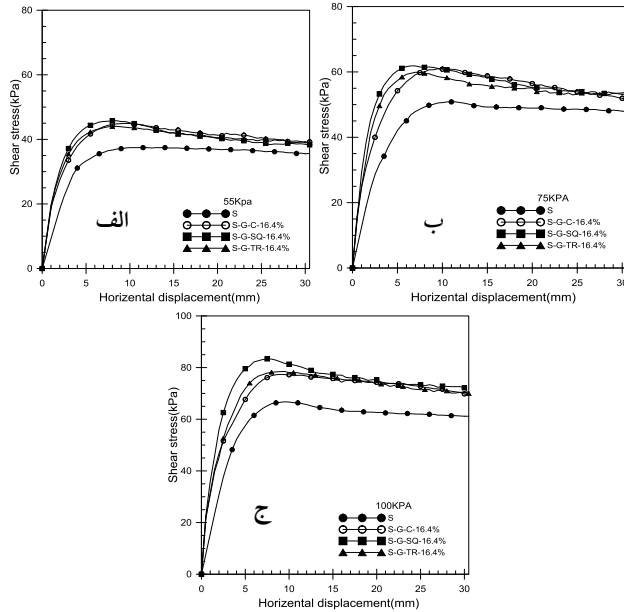 80
60
40
20
0
Shear stress(kPa)
0 5 10 15 20 25 30
Horizental displacement(mm)
الف
55Kpa
S
S-G-C-16.4%
S-G-SQ-16.4%
S-G-TR-16.4%
80
60
40
20
0
Shear stress(kPa)
0 5 10 15 20 25 30
Horizental displacement(mm)
ب
75KPA
S
S-G-C-16.4%
S-G-SQ-16.4%
S-G-TR-16.4%
100
80
60
40
20
0
Shear stress(kPa)
0 5 10 15 20 25 30
Horizental displacement(mm)
ج
100KPA
S
S-G-C-16.4%
S-G-SQ-16.4%
S-G-TR-16.4%